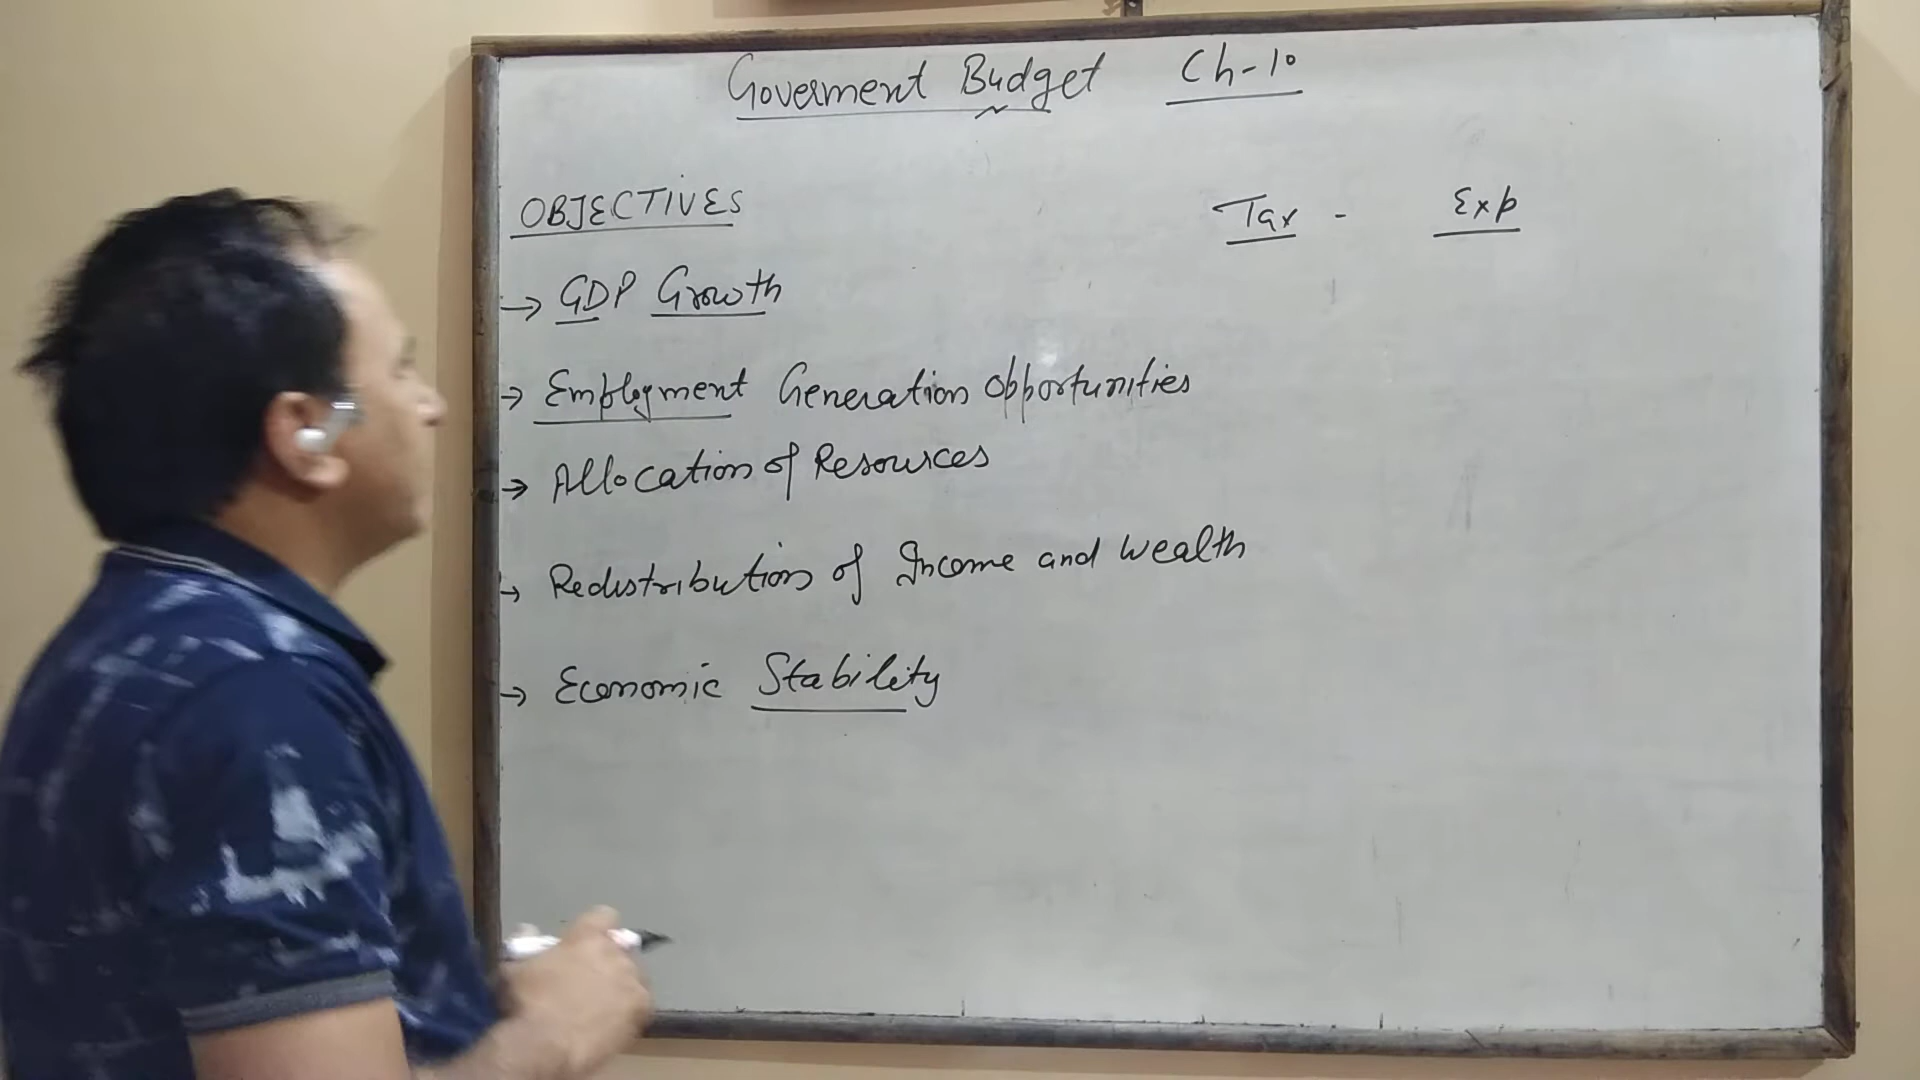 Goverment Budget Ch-10
OBJECTIVES Tax - Exp
→ GDP Growth
→ Employment Generation opportunities
→ Allocation of Resources
→ Redistribution of Income and Wealth
→ Economic Stability